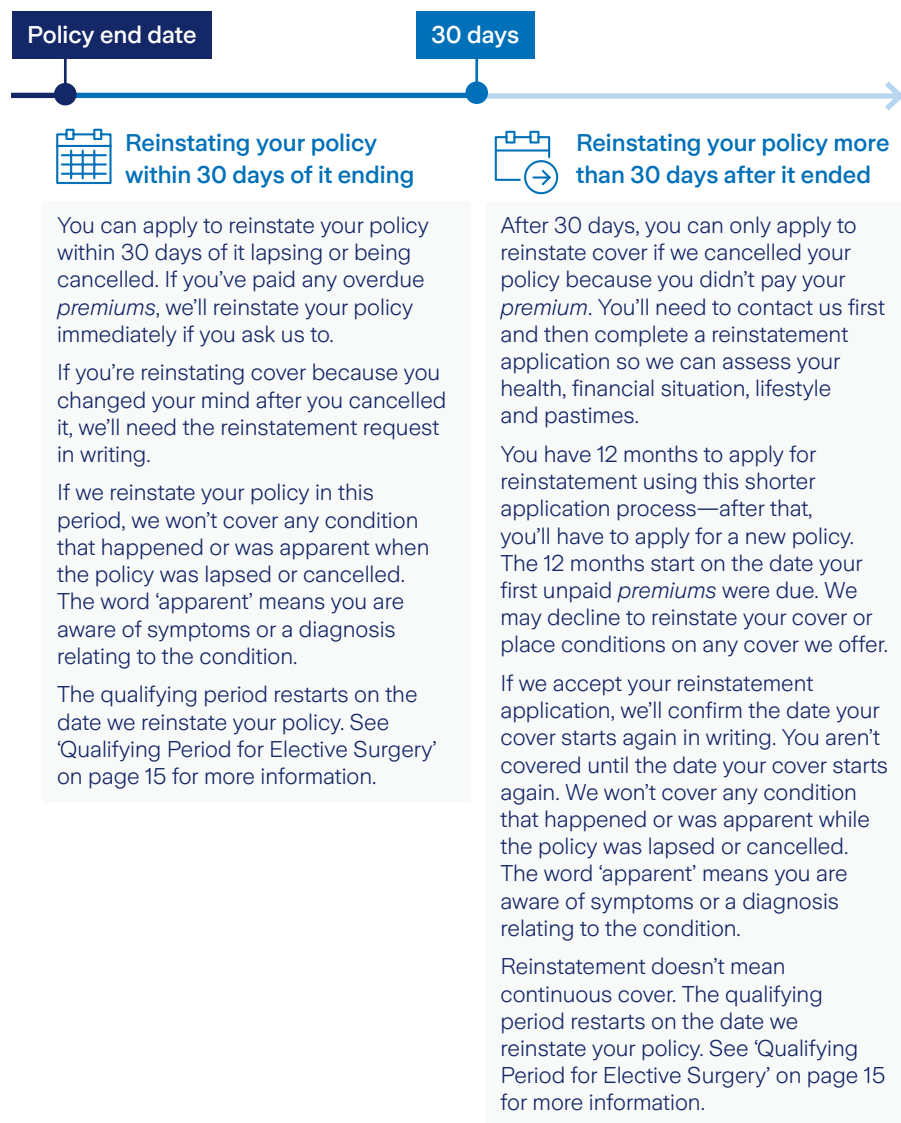 Policy end date
30 days
Reinstating your policy
within 30 days of it ending
You can apply to reinstate your policy
within 30 days of it lapsing or being
cancelled. If you’ve paid any overdue
premiums, we’ll reinstate your policy
immediately if you ask us to.
If you’re reinstating cover because you
changed your mind after you cancelled
it, we’ll need the reinstatement request
in writing.
If we reinstate your policy in this
period, we won’t cover any condition
that happened or was apparent when
the policy was lapsed or cancelled.
The word ‘apparent’ means you are
aware of symptoms or a diagnosis
relating to the condition.
The qualifying period restarts on the
date we reinstate your policy. See
‘Qualifying Period for Elective Surgery’
on page 15 for more information.
Reinstating your policy more
than 30 days after it ended
After 30 days, you can only apply to
reinstate cover if we cancelled your
policy because you didn’t pay your
premium. You’ll need to contact us first
and then complete a reinstatement
application so we can assess your
health, financial situation, lifestyle
and pastimes.
You have 12 months to apply for
reinstatement using this shorter
application process—after that,
you’ll have to apply for a new policy.
The 12 months start on the date your
first unpaid premiums were due. We
may decline to reinstate your cover or
place conditions on any cover we offer.
If we accept your reinstatement
application, we’ll confirm the date your
cover starts again in writing. You aren’t
covered until the date your cover starts
again. We won’t cover any condition
that happened or was apparent while
the policy was lapsed or cancelled.
The word ‘apparent’ means you are
aware of symptoms or a diagnosis
relating to the condition.
Reinstatement doesn’t mean
continuous cover. The qualifying
period restarts on the date we
reinstate your policy. See ‘Qualifying
Period for Elective Surgery’ on page 15
for more information.